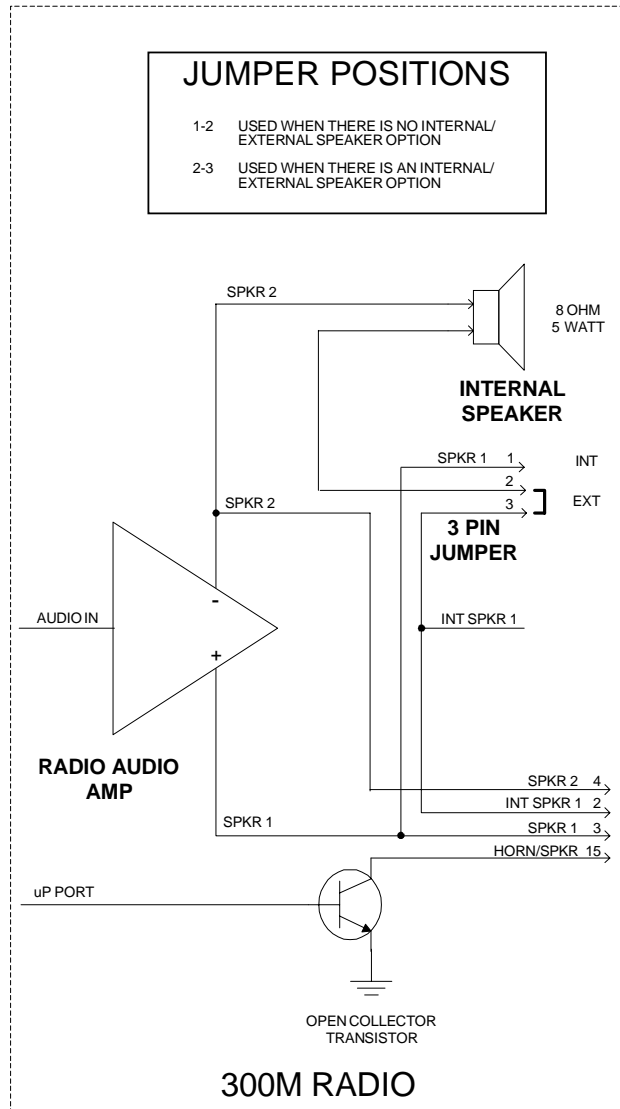 JUMPER POSITIONS
1-2 USED WHEN THERE IS NO INTERNAL/
EXTERNAL SPEAKER OPTION
2-3 USED WHEN THERE IS AN INTERNAL/
EXTERNAL SPEAKER OPTION
SPKR 2
8 OHM
5 WATT
INTERNAL
SPEAKER
SPKR 1 1 INT
2
SPKR 2 3 EXT
3 PIN
JUMPER
-
AUDIO IN
INT SPKR 1
+
RADIO AUDIO
AMP
SPKR 2 4
INT SPKR 1 2
SPKR 1
SPKR 1 3
HORN/SPKR 15
uP PORT
OPEN COLLECTOR
TRANSISTOR
300M RADIO